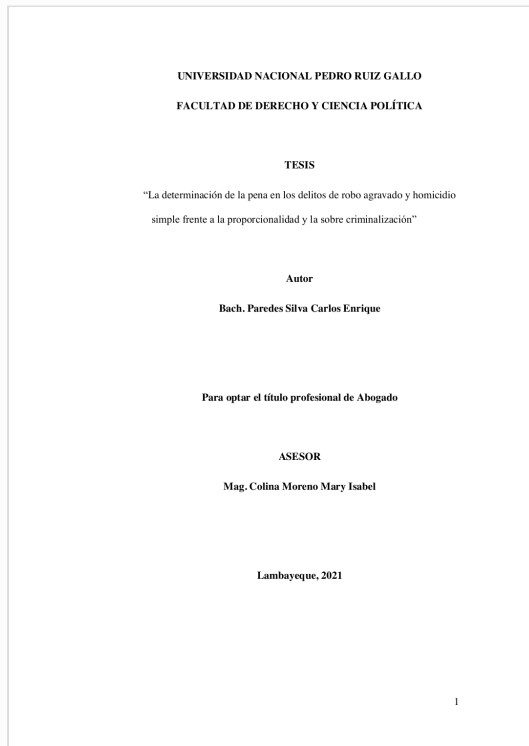 UNIVERSIDAD NACIONAL PEDRO RUIZ GALLO
FACULTAD DE DERECHO Y CIENCIA POLÍTICA
TESIS
“La determinación de la pena en los delitos de robo agravado y homicidio
simple frente a la proporcionalidad y la sobre criminalización”
Autor
Bach. Paredes Silva Carlos Enrique
Para optar el título profesional de Abogado
ASESOR
Mag. Colina Moreno Mary Isabel
Lambayeque, 2021
1